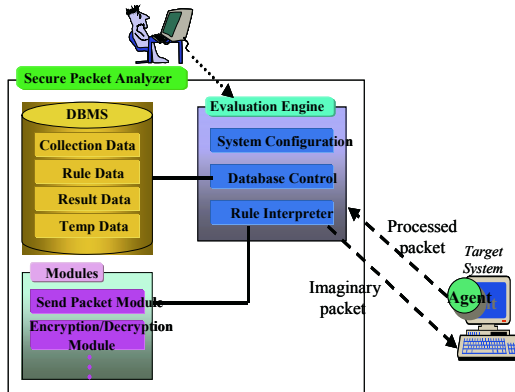 Secure Packet Analyzer
DBMS
Collection Data
Rule Data
Result Data
Temp Data
Evaluation Engine
System Configuration
Database Control
Rule Interpreter
Modules
Send Packet Module
Encryption/Decryption
Module
Processed
packet
Imaginary
packet
Target
System
Agent